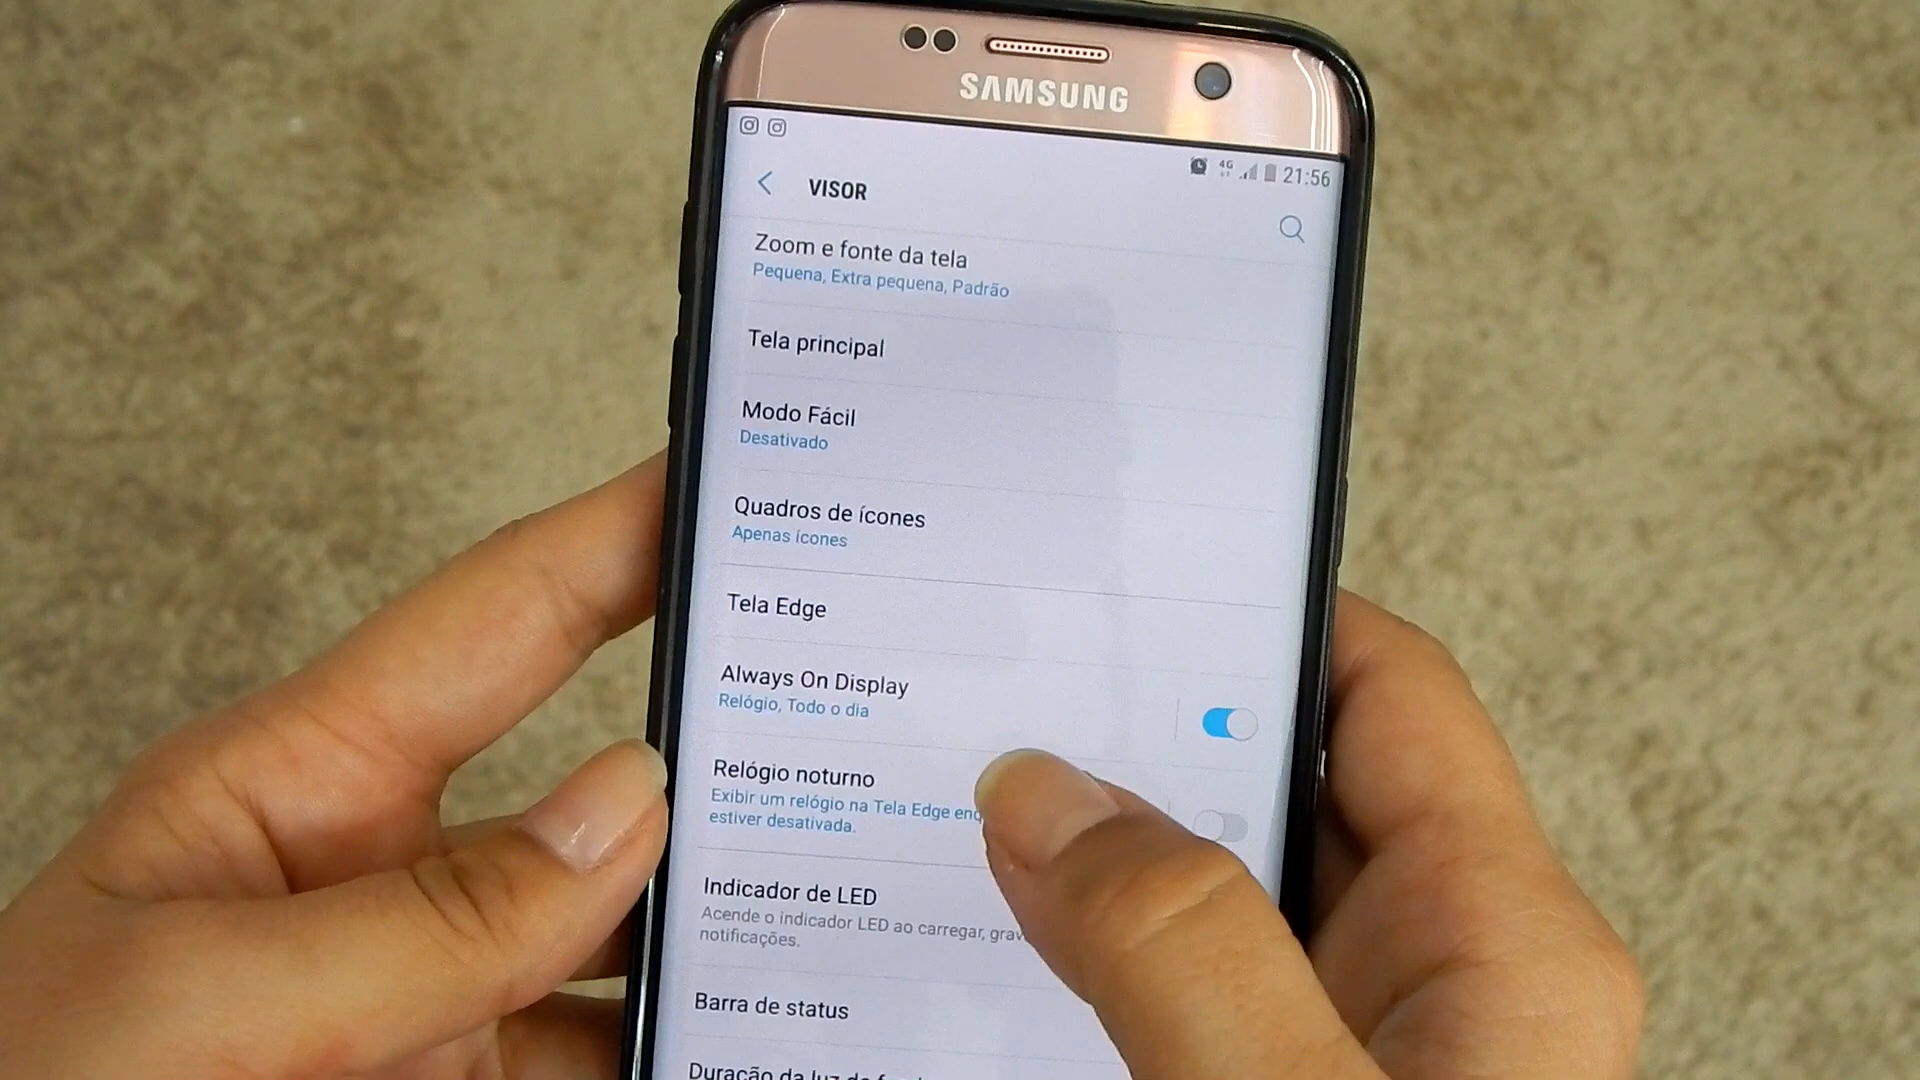 SAMSUNG
4G
21:56
VISOR
Zoom e fonte da tela
Pequena, Extra pequena, Padrão
Tela principal
Modo Fácil
Desativado
Quadros de ícones
Apenas ícones
Tela Edge
Always On Display
Relógio, Todo o dia
Relógio noturno
Exibir um relógio na Tela Edge
estiver desativada.
Indicador de LED
Acende o indicador LED ao carregar,
notificações.
Barra de status
Duração da luz de